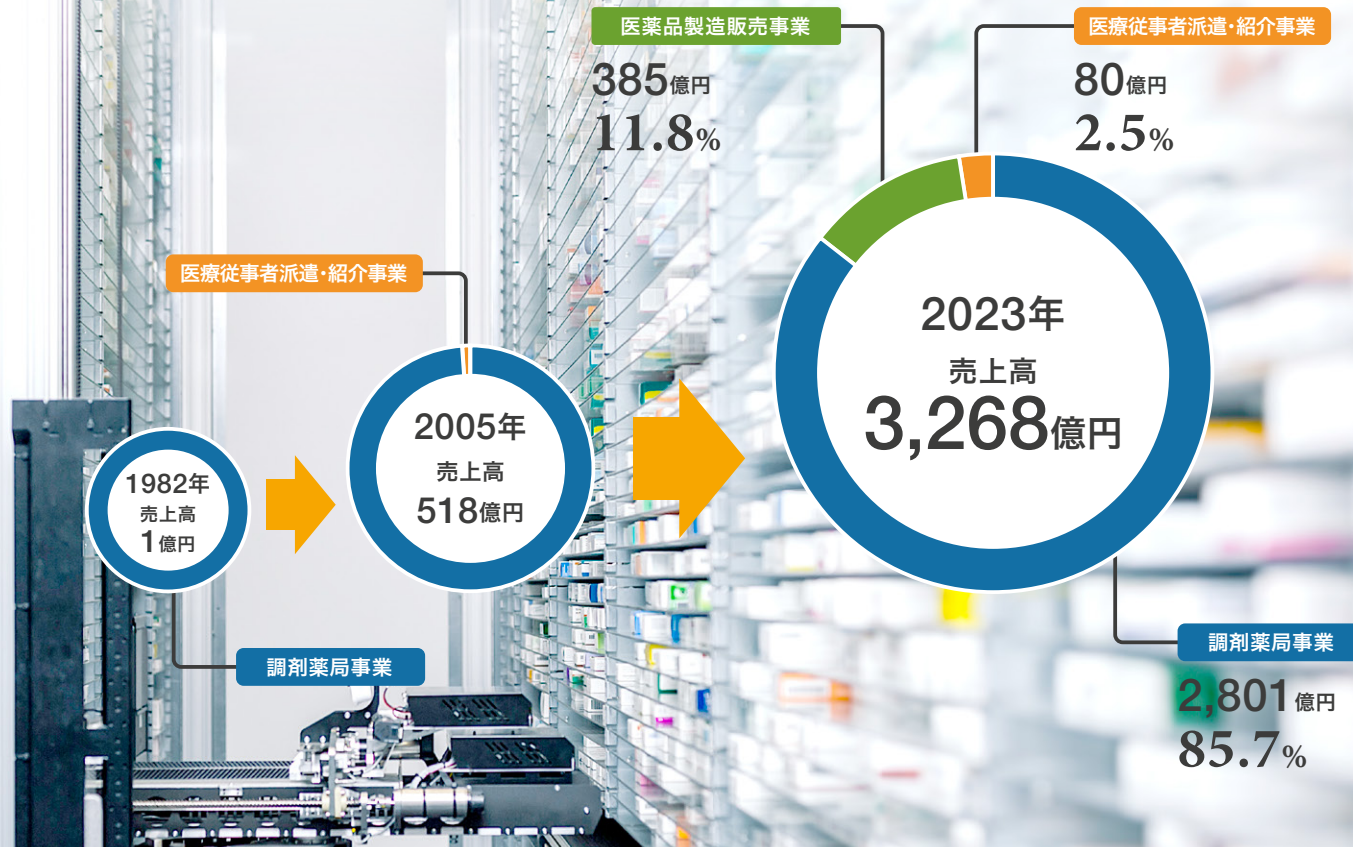 医薬品製造販売事業
385億円
11.8%
医療従事者派遣・紹介事業
80億円
2.5%
医療従事者派遣・紹介事業
1982年
売上高
1億円
2005年
売上高
518億円
2023年
売上高
3,268億円
調剤薬局事業
調剤薬局事業
2,801億円
85.7%